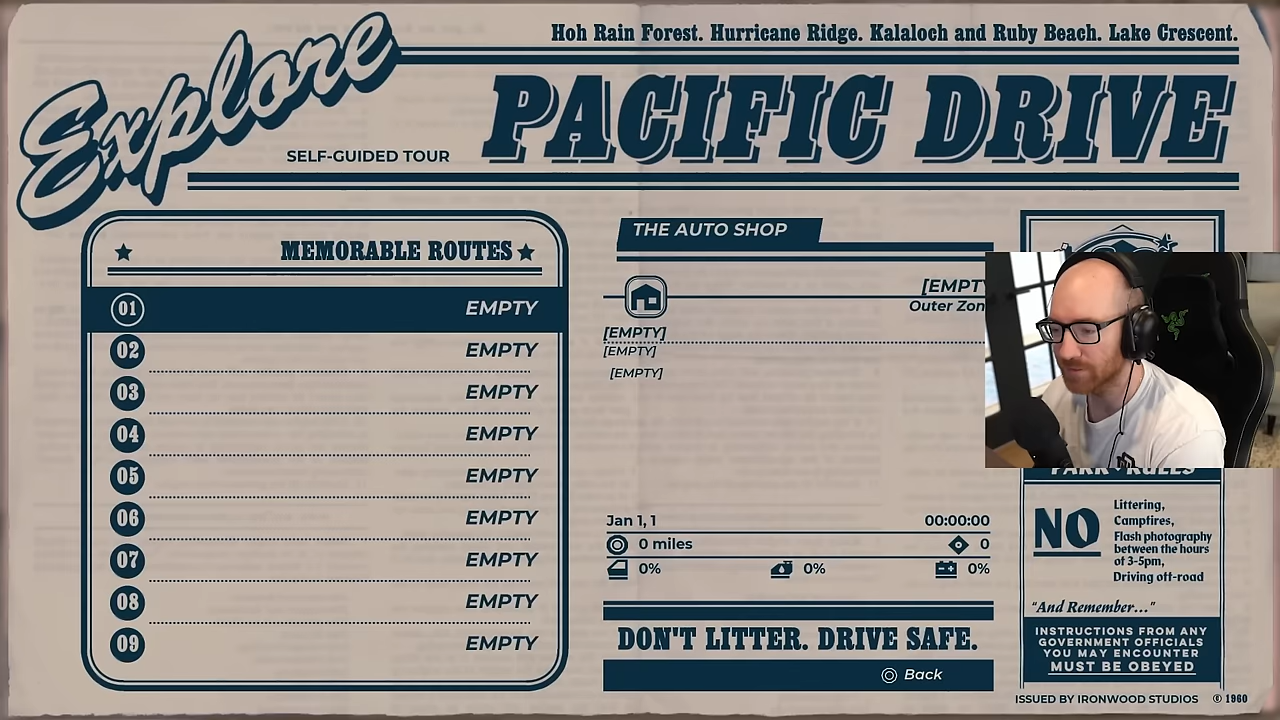 Explore
Hoh Rain Forest. Hurricane Ridge. Kalaloch and Ruby Beach. Lake Crescent.
PACIFIC DRIVE
SELF-GUIDED TOUR
MEMORABLE ROUTES
01 EMPTY
02 EMPTY
03 EMPTY
04 EMPTY
05 EMPTY
06 EMPTY
07 EMPTY
08 EMPTY
09 EMPTY
THE AUTO SHOP
[EMPT
Outer Zon
[EMPTY]
[EMPTY]
[EMPTY]
Jan 1, 1 00:00:00
0 miles 0
0% 0% 0%
DON'T LITTER. DRIVE SAFE.
Back
PARK RULES
NO
Littering,
Campfires,
Flash photography
between the hours
of 3-5pm,
Driving off-road
"And Remember..."
INSTRUCTIONS FROM ANY
GOVERNMENT OFFICIALS
YOU MAY ENCOUNTER
MUST BE OBEYED
ISSUED BY IRONWOOD STUDIOS © 1960